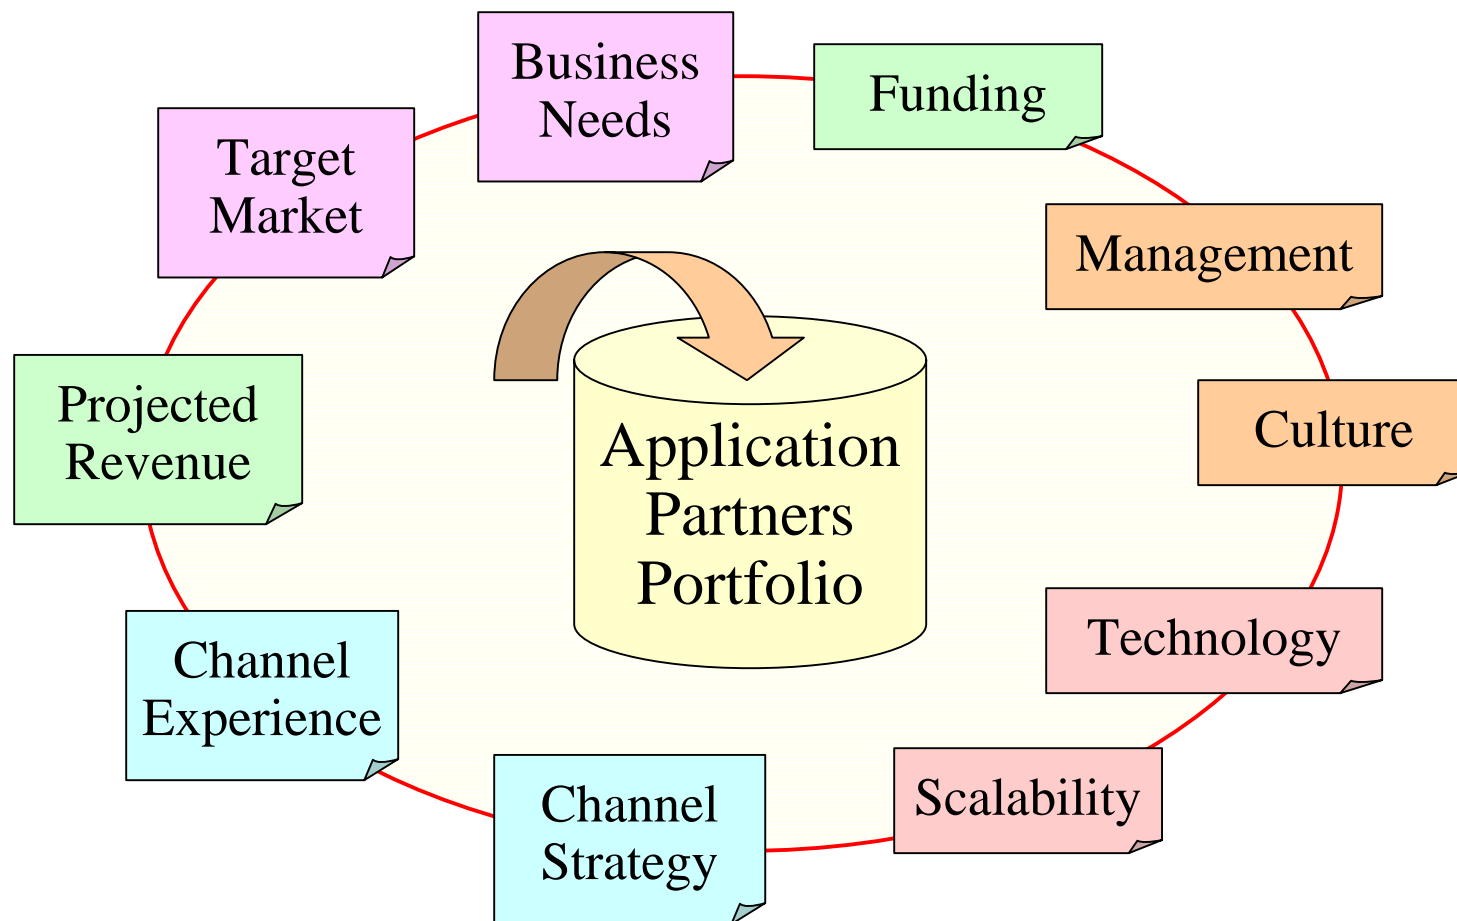 Business
Needs
Funding
Target
Market
Management
Projected
Revenue
Culture
Application
Partners
Portfolio
Technology
Channel
Experience
Scalability
Channel
Strategy